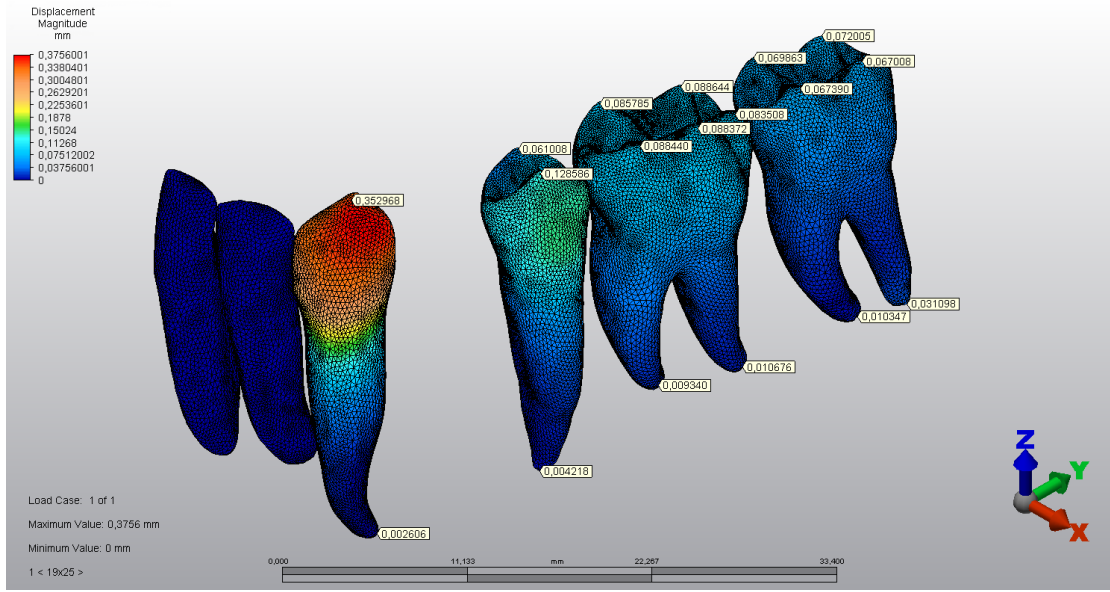 Displacement
Magnitude
mm
0,3756001
0,3380401
0,3004801
0,2629201
0,2253601
0,1878
0,15024
0,11268
0,07512002
0,03756001
0
0,072005
0,069863
0,067008
0,088644
0,067390
0,085785
0,083508
0,088372
0,088440
0,061008
0,128586
0,352968
0,031098
0,010347
0,010676
0,009340
0,004218
0,002606
Load Case: 1 of 1
Maximum Value: 0,3756 mm
Minimum Value: 0 mm
1 < 19x25 >
0,000 11,133 mm 22,267 33,400
Z
Y
X